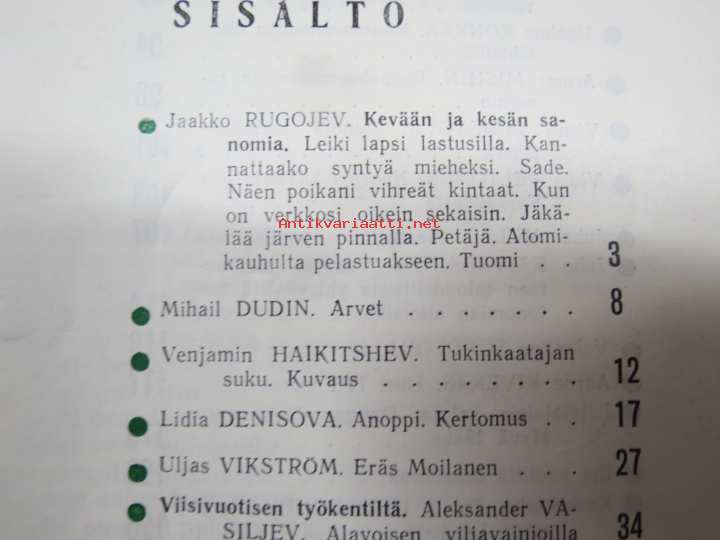 SISÄLTÖ
Jaakko RUGOJEV. Kevään ja kesän sa-
nomia. Leiki lapsi lastusilla. Kan-
nattaako syntyä mieheksi. Sade.
Näen poikani vihreät kintaat. Kun
on verkkosi oikein sekaisin. Jäkä-
Antikvariaatti.net
lää järven pinnalla. Petäjä. Atomi-
kauhulta pelastuakseen. Tuomi . . 3
Mihail DUDIN. Arvet . . . . . . . 8
Venjamin HAIKITSHEV. Tukinkaatajan
suku. Kuvaus . . . . . . . . . 12
Lidia DENISOVA. Anoppi. Kertomus . . 17
Uljas VIKSTRÖM. Eräs Moilanen . . . 27
Viisivuotisen työkentiltä. Aleksander VA-
SILJEV. Alavoisen viljavainioilla 34